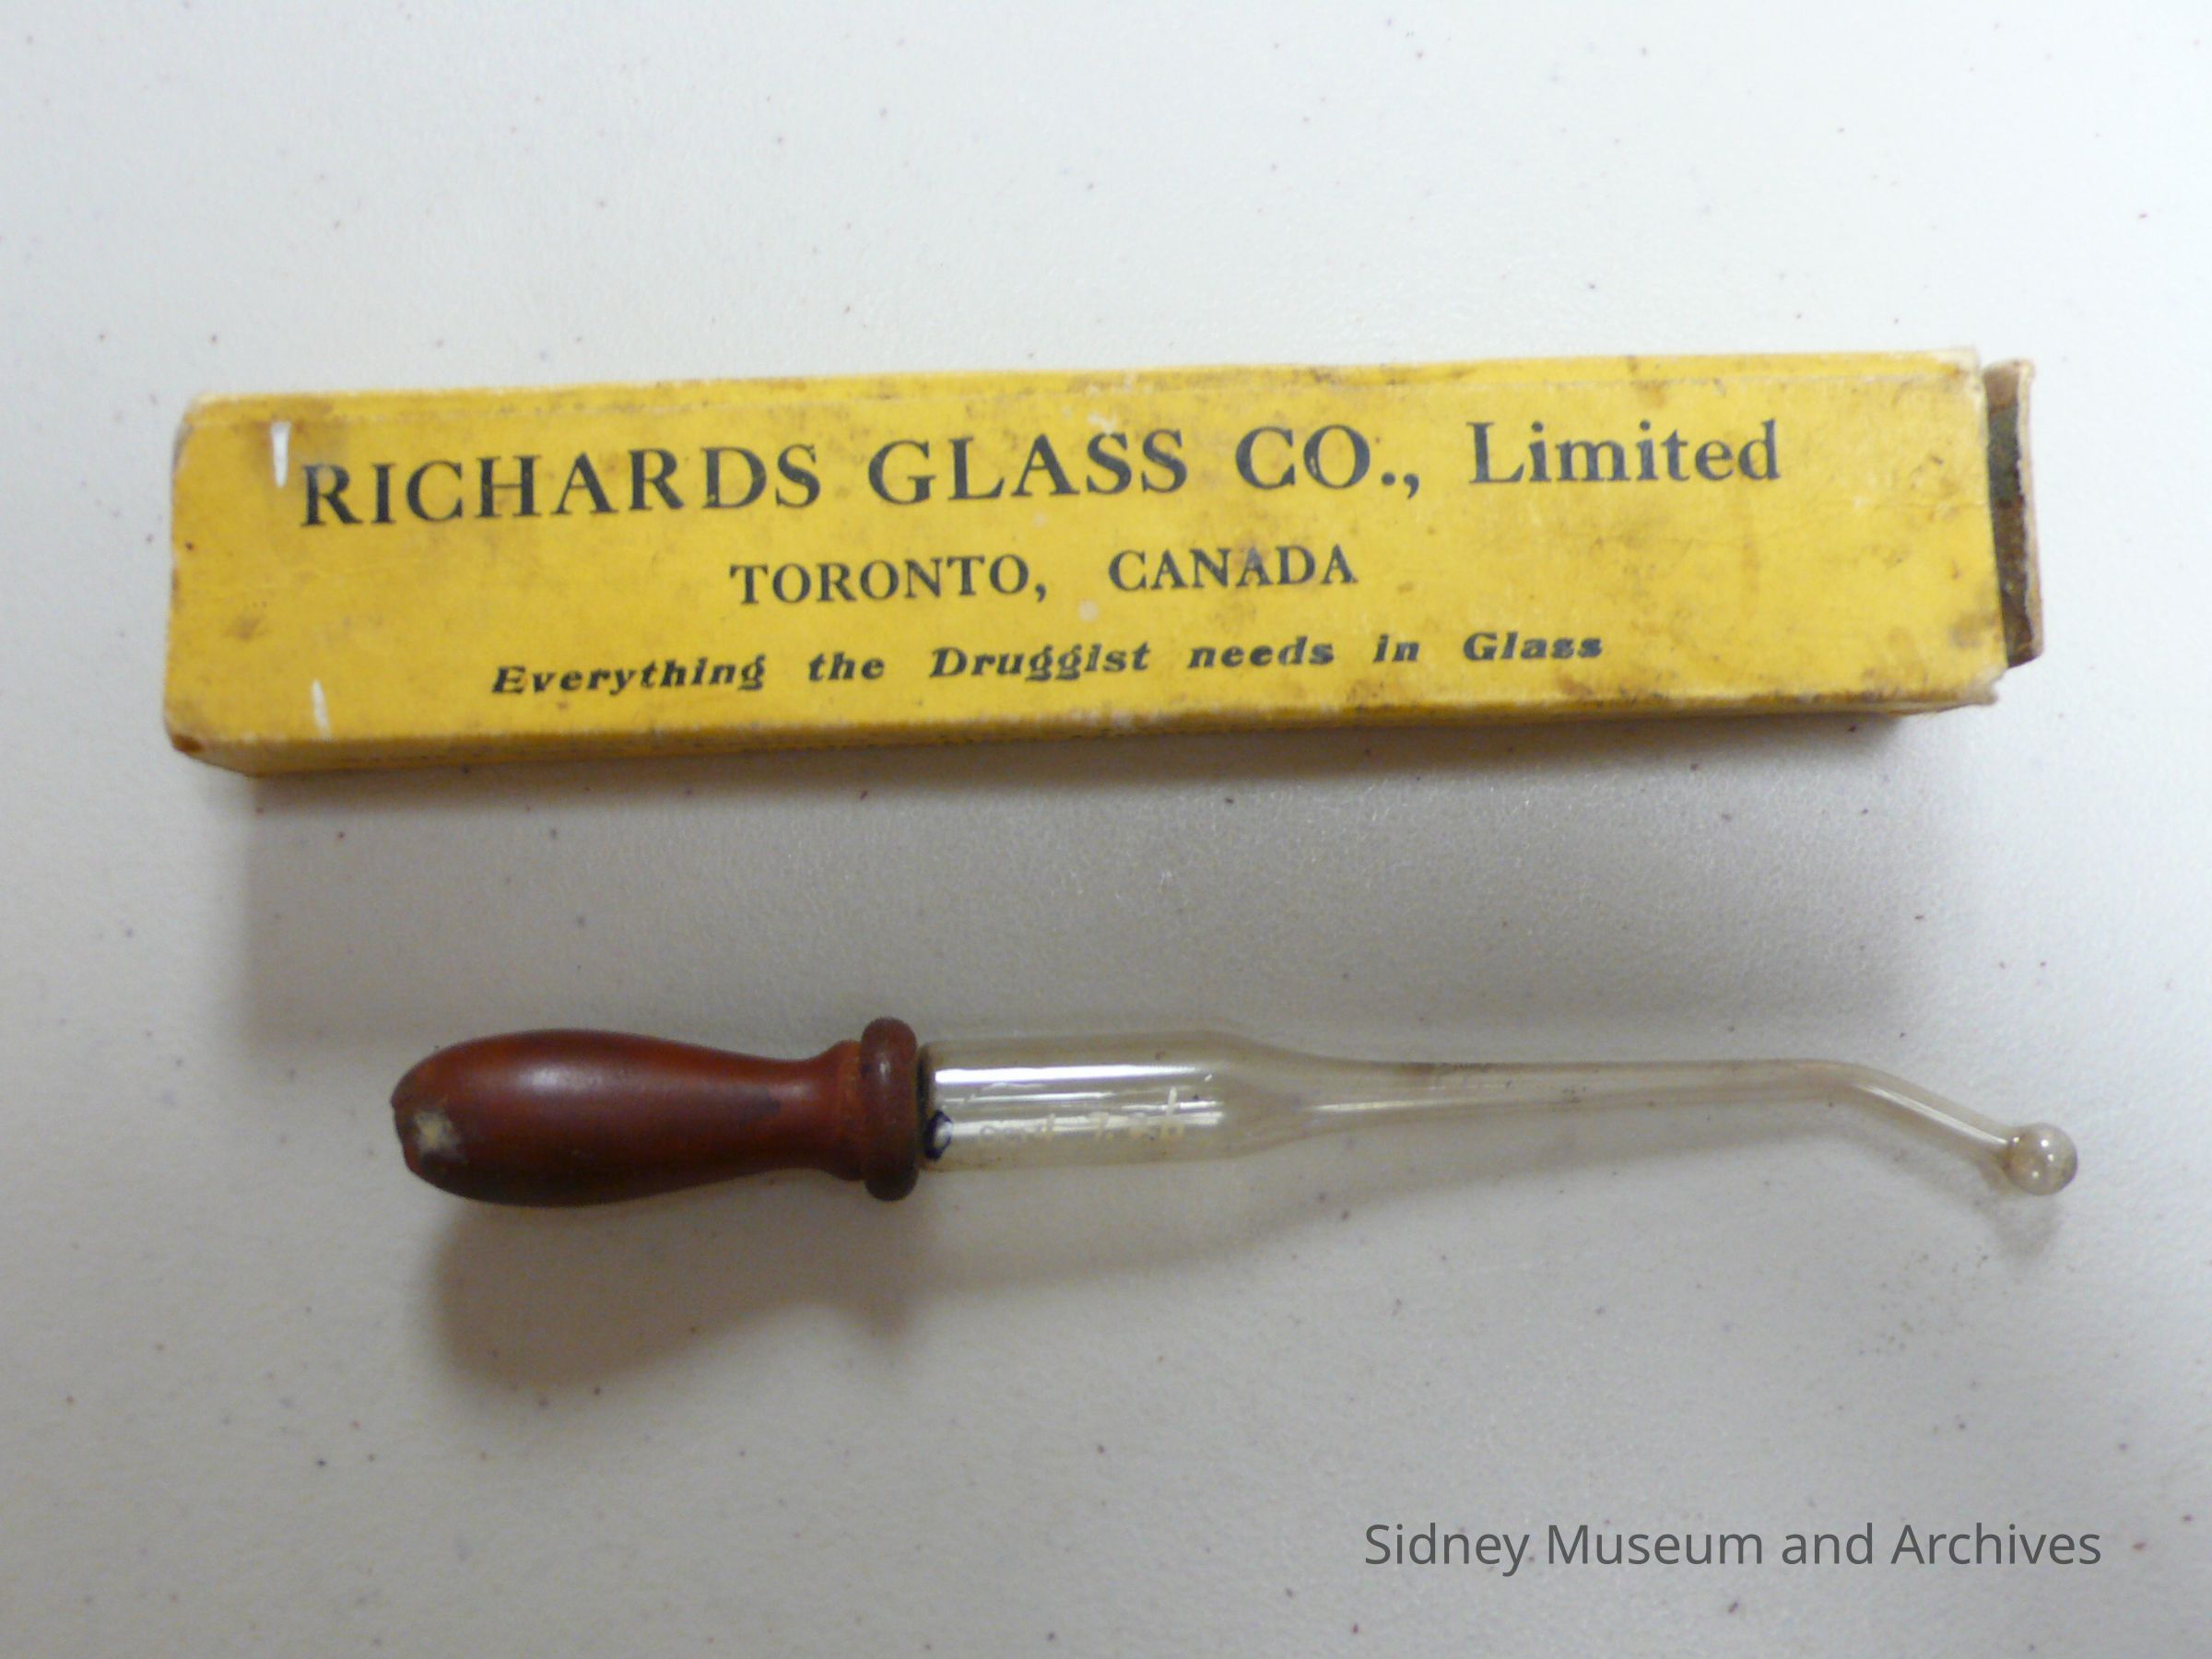 RICHARDS GLASS CO., Limited
TORONTO, CANADA
Everything the Druggist needs in Glass
Sidney Museum and Archives